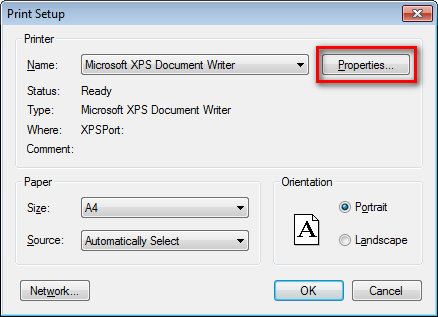 Print Setup
Printer
Name: Microsoft XPS Document Writer Properties...
Status: Ready
Type: Microsoft XPS Document Writer
Where: XPSPort:
Comment:
Paper
Size: A4
Source: Automatically Select
Orientation
A
Portrait
Landscape
Network... OK Cancel